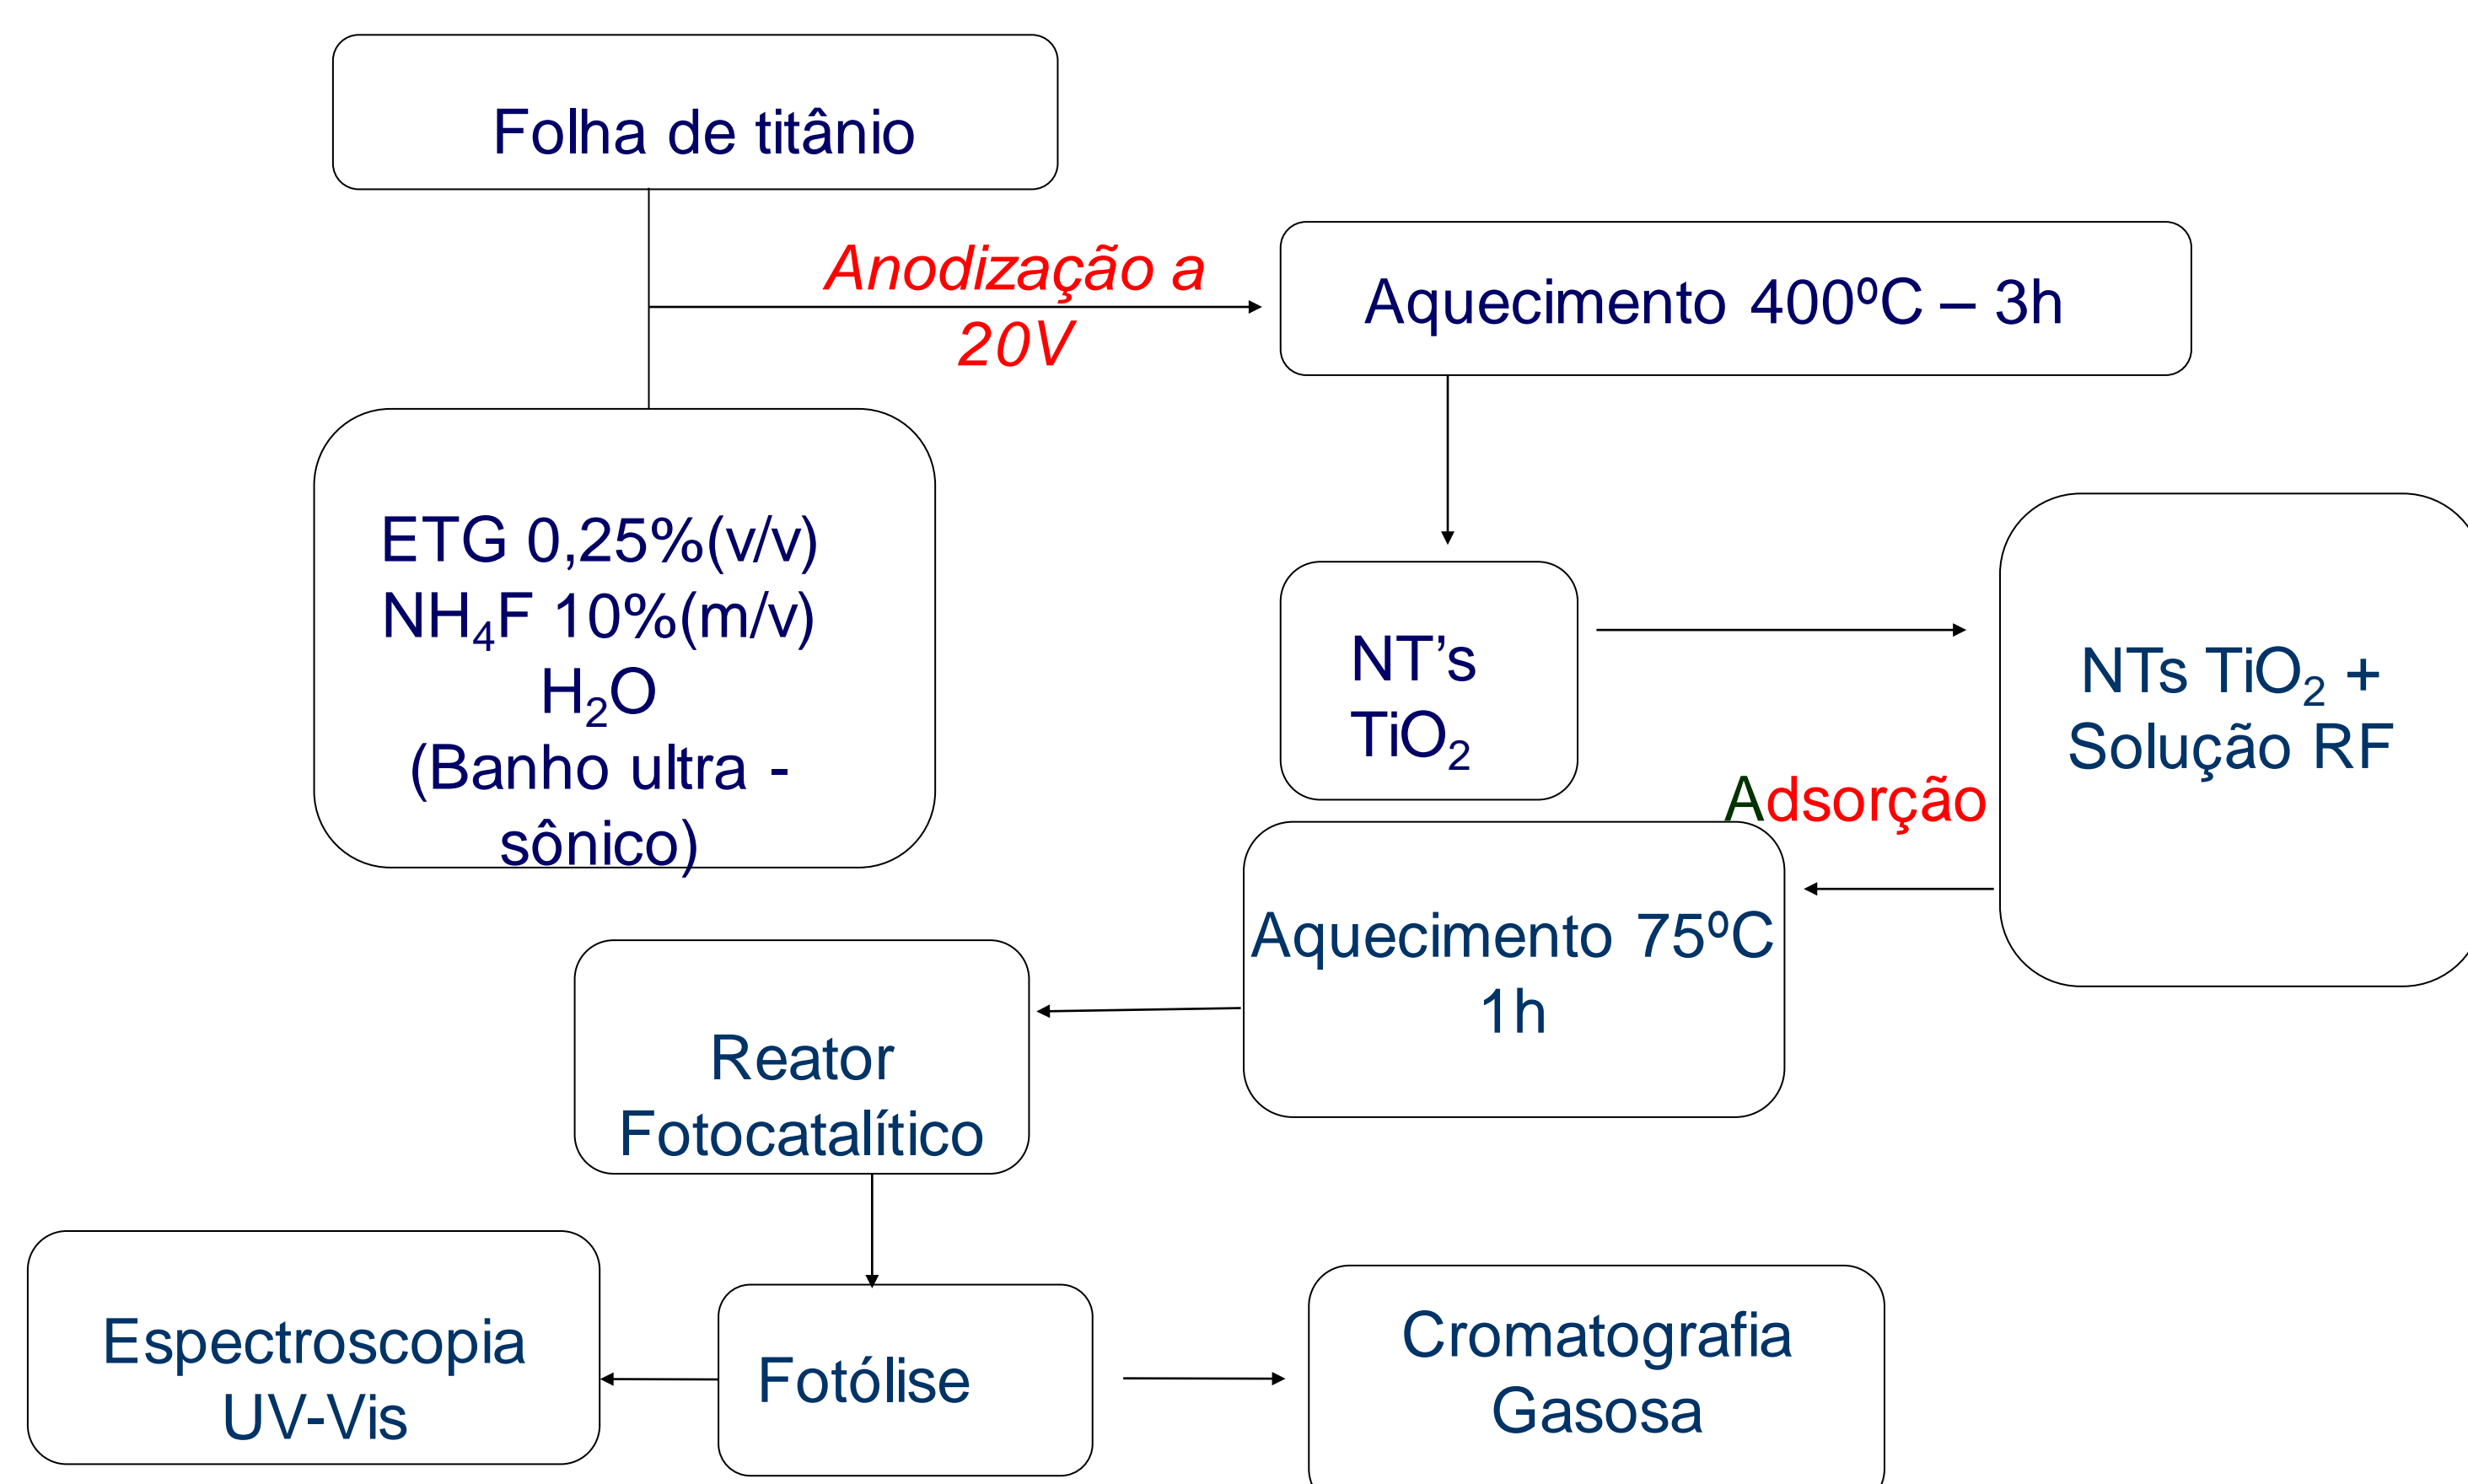 Folha de titânio
Anodização a
20V
Aquecimento 400ºC – 3h
ETG 0,25%(v/v)
NH₄F 10%(m/v)
H₂O
(Banho ultra -
sônico)
NT’s
TiO₂
NTs TiO₂ +
Solução RF
Adsorção
Aquecimento 75ºC
1h
Reator
Fotocatalítico
Espectroscopia
UV-Vis
Fotólise
Cromatografia
Gasosa